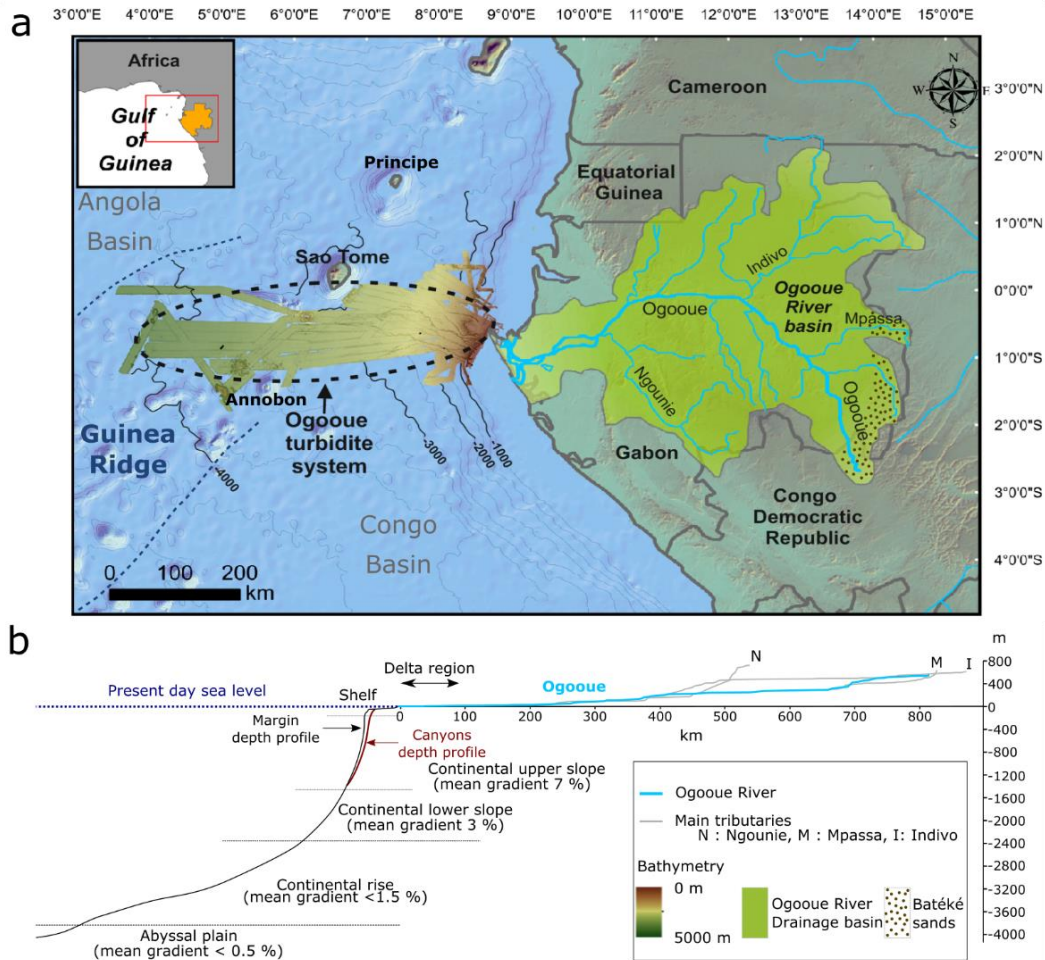 a
3°00'E 4°0'0"E 5°0'0"E 6°0'0"E 7°0'0"E 8°0'0"E 9°0'0"E 10°0'0"E 11°0'0"E 12°0'0"E 13°0'0"E 14°0'0"E 15°0'0"E
Africa
Gulf
of
Guinea
N
W
E
S
Cameroon
3°0'0"N
2°0'0"N
1°0'0"N
0°0'0"
1°0'0"S
2°0'0"S
3°0'0"S
4°0'0"S
Principe
Equatorial
Guinea
Angola
Basin
Sao Tome
Indivo
Ogooue
River
basin
Ogooue
Mpassa
Ngounie
Ogooue
Annobon
Ogooue
turbidite
system
Guinea
Ridge
-4000
-3000
-2000
-1000
Gabon
Congo
Democratic
Republic
Congo
Basin
0 100 200
km
b
m
N
M
I
800
400
0
-400
-800
-1200
-1600
-2000
-2400
-2800
-3200
-3600
-4000
Delta region
Present day sea level
Shelf
Ogooue
0 100 200 300 400 500 600 700 800
km
Margin
depth profile
Canyons
depth profile
Continental upper slope
(mean gradient 7 %)
Continental lower slope
(mean gradient 3 %)
Continental rise
(mean gradient <1.5 %)
Abyssal plain
(mean gradient < 0.5 %)
Ogooue River
Main tributaries
N : Ngounie, M : Mpassa, I: Indivo
Bathymetry
0 m
5000 m
Ogooue River
Drainage basin
Batéké
sands